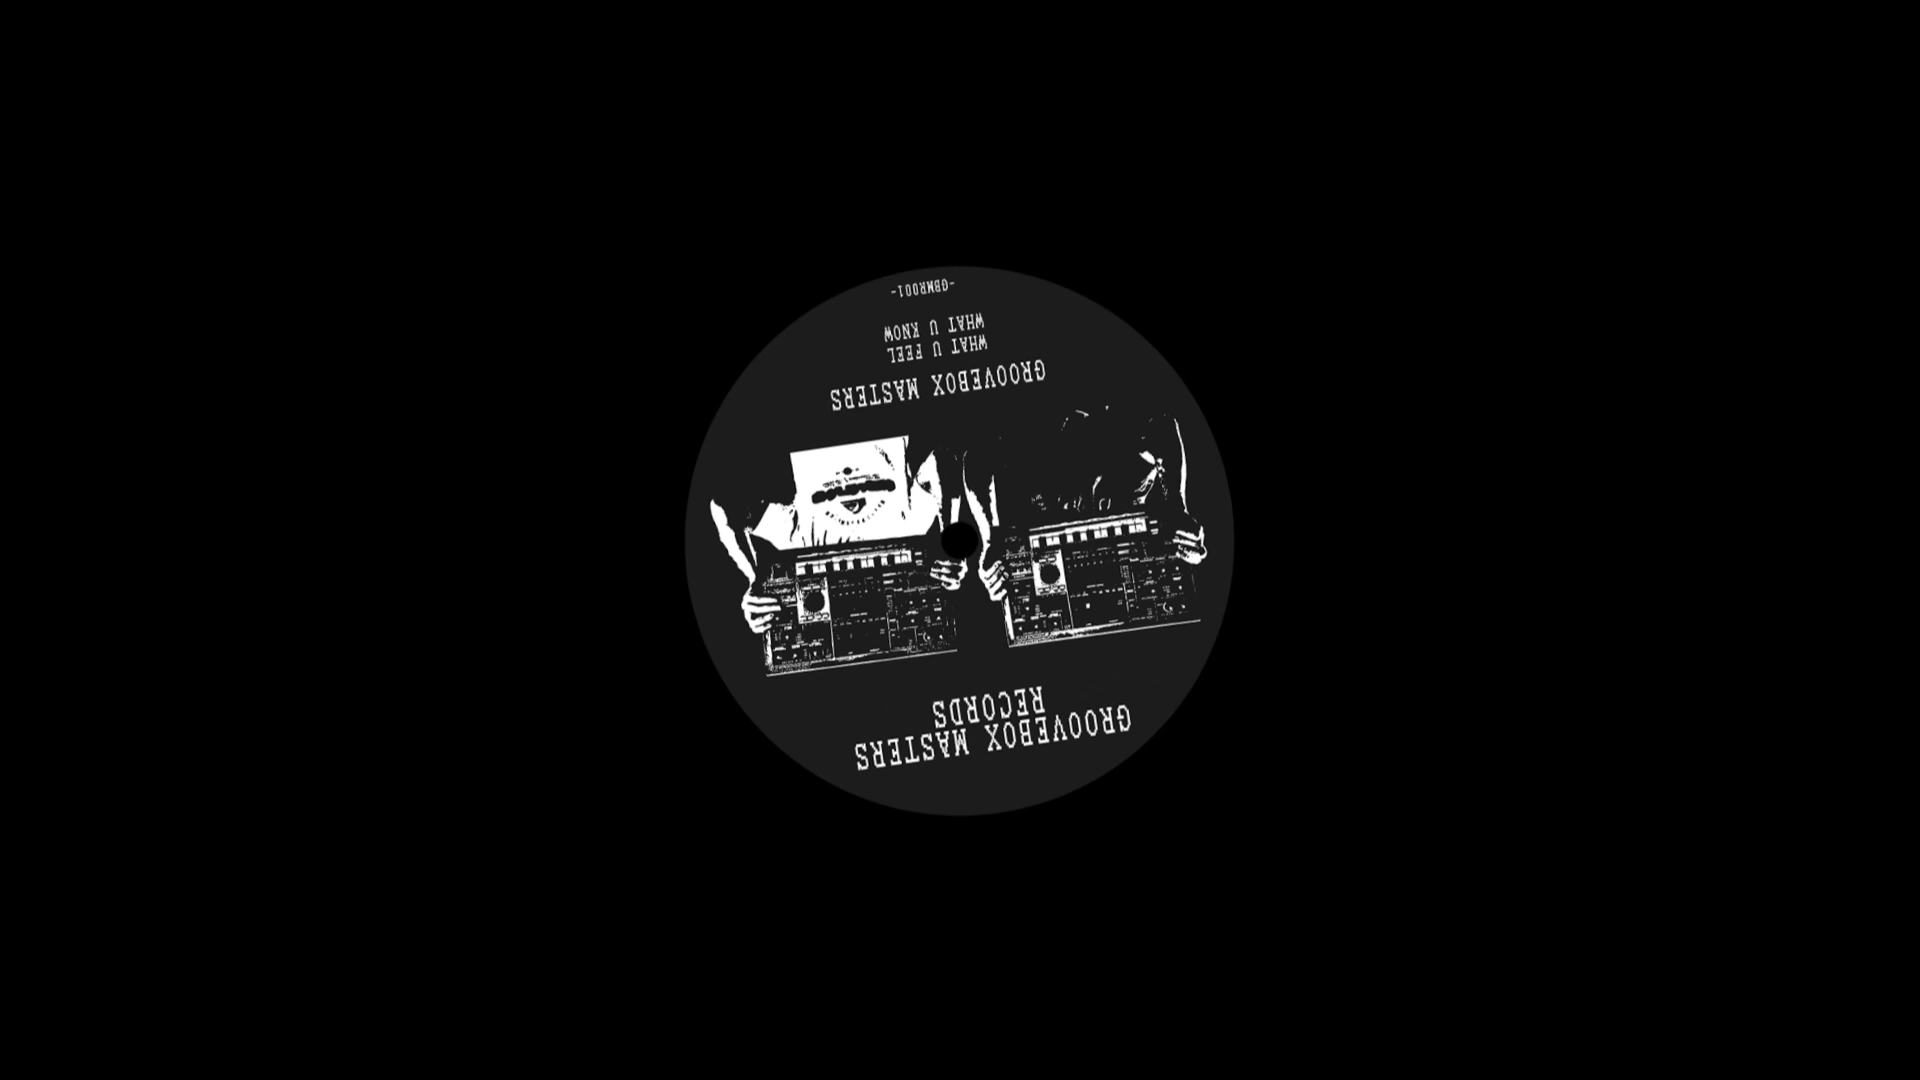 GROOVEBOX MASTERS
RECORDS
GROOVEBOX MASTERS
WHAT U FEEL
WHAT U KNOW
-GBMR001-